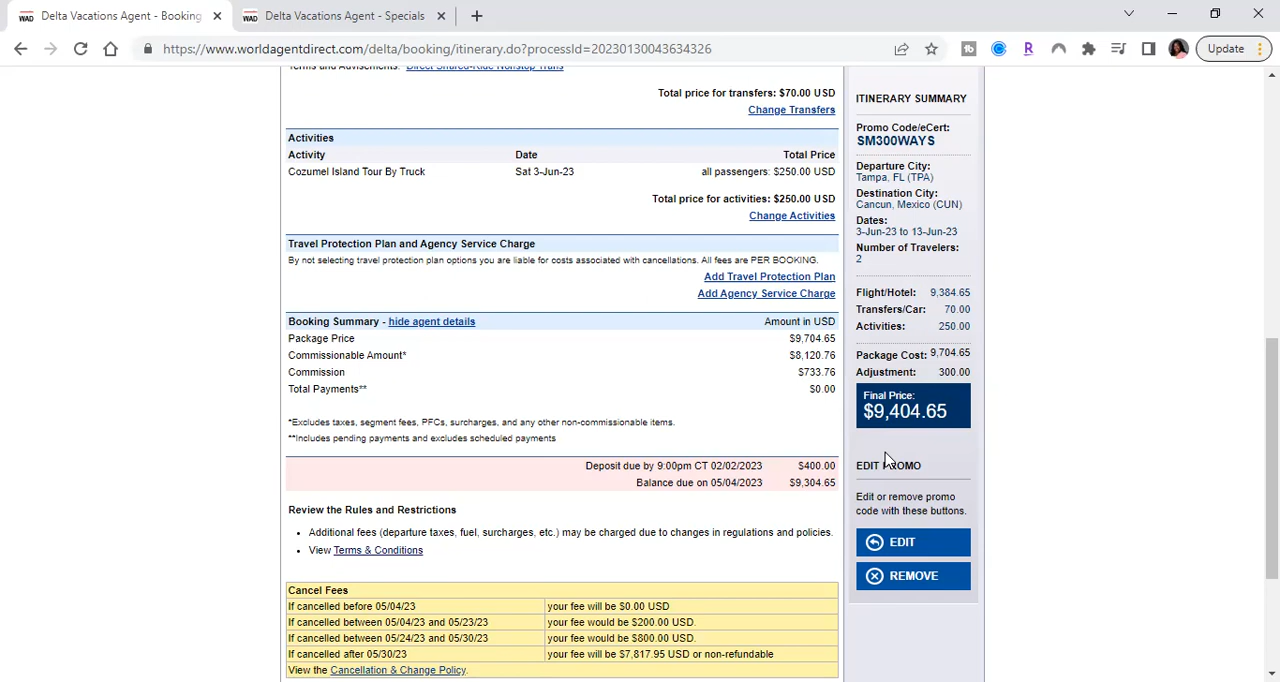 WAD Delta Vacations Agent - Booking
WAD Delta Vacations Agent - Specials
https://www.worldagentdirect.com/delta/booking/itinerary.do?processId=20230130043634326
Update
Terms and Advisements: Direct Shared-Ride Nonstop Trans
Total price for transfers: $70.00 USD
Change Transfers
Activities
Activity Date Total Price
Cozumel Island Tour By Truck Sat 3-Jun-23 all passengers: $250.00 USD
Total price for activities: $250.00 USD
Change Activities
Travel Protection Plan and Agency Service Charge
By not selecting travel protection plan options you are liable for costs associated with cancellations. All fees are PER BOOKING.
Add Travel Protection Plan
Add Agency Service Charge
Booking Summary - hide agent details Amount in USD
Package Price $9,704.65
Commissionable Amount* $8,120.76
Commission $733.76
Total Payments** $0.00
*Excludes taxes, segment fees, PFCs, surcharges, and any other non-commissionable items.
**Includes pending payments and excludes scheduled payments
Deposit due by 9:00pm CT 02/02/2023 $400.00
Balance due on 05/04/2023 $9,304.65
Review the Rules and Restrictions
• Additional fees (departure taxes, fuel, surcharges, etc.) may be charged due to changes in regulations and policies.
• View Terms & Conditions
Cancel Fees
If cancelled before 05/04/23 your fee will be $0.00 USD
If cancelled between 05/04/23 and 05/23/23 your fee would be $200.00 USD.
If cancelled between 05/24/23 and 05/30/23 your fee would be $800.00 USD.
If cancelled after 05/30/23 your fee will be $7,817.95 USD or non-refundable
View the Cancellation & Change Policy.
ITINERARY SUMMARY
Promo Code/eCert:
SM300WAYS
Departure City:
Tampa, FL (TPA)
Destination City:
Cancun, Mexico (CUN)
Dates:
3-Jun-23 to 13-Jun-23
Number of Travelers:
2
Flight/Hotel: 9,384.65
Transfers/Car: 70.00
Activities: 250.00
Package Cost: 9,704.65
Adjustment: 300.00
Final Price:
$9,404.65
EDIT PROMO
Edit or remove promo
code with these buttons.
EDIT
REMOVE